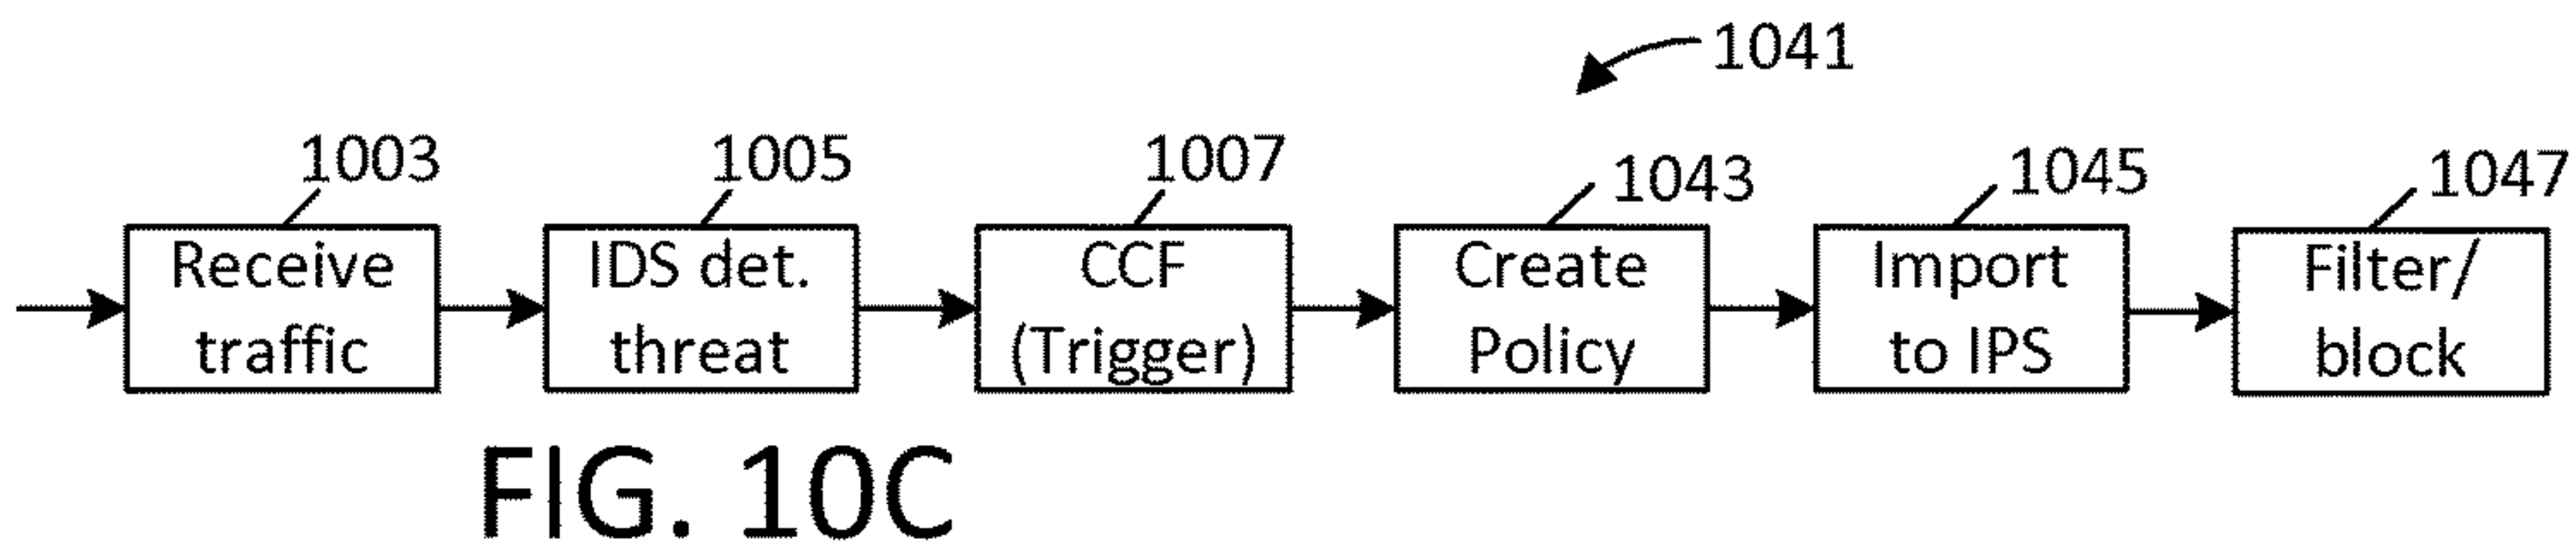 1041
1003
1005
1007
1043
1045
1047
Receive
traffic
IDS det.
threat
CCF
(Trigger)
Create
Policy
Import
to IPS
Filter/
block
FIG. 10C